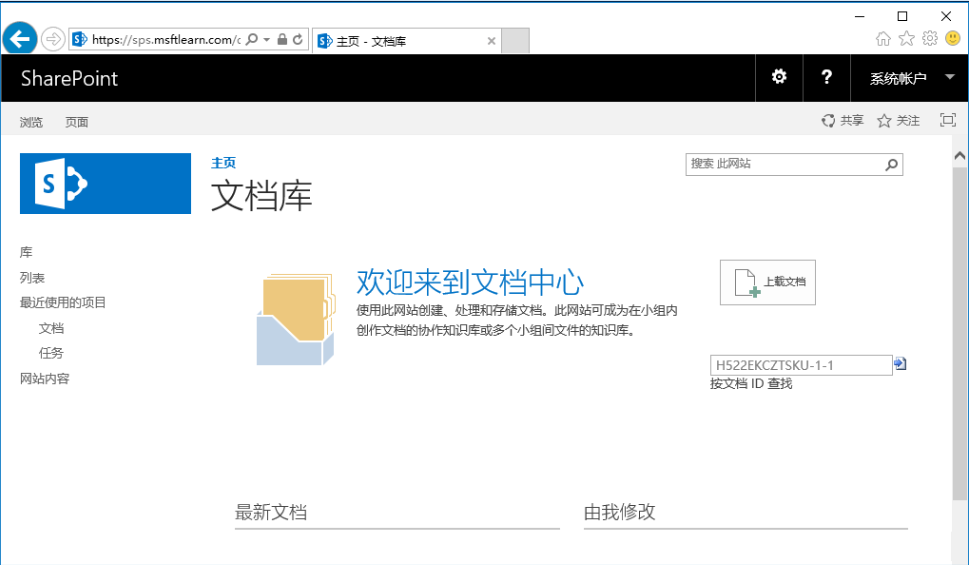 https://sps.msftlearn.com/c
主页 - 文档库
SharePoint
?
系统帐户
浏览 页面
共享 关注
S
主页
文档库
搜索 此网站
库
列表
最近使用的项目
文档
任务
网站内容
欢迎来到文档中心
使用此网站创建、处理和存储文档。此网站可成为在小组内
创作文档的协作知识库或多个小组间文件的知识库。
上载文档
H522EKCZTSKU-1-1
按文档 ID 查找
最新文档
由我修改